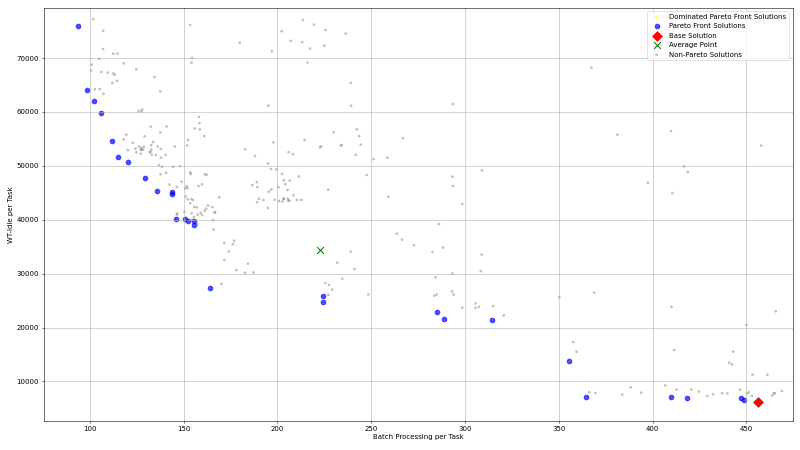 Dominated Pareto Front Solutions
Pareto Front Solutions
Base Solution
Average Point
Non-Pareto Solutions
70000
60000
50000
40000
30000
20000
10000
WT-Idle per Task
100
150
200
250
300
350
400
450
Batch Processing per Task